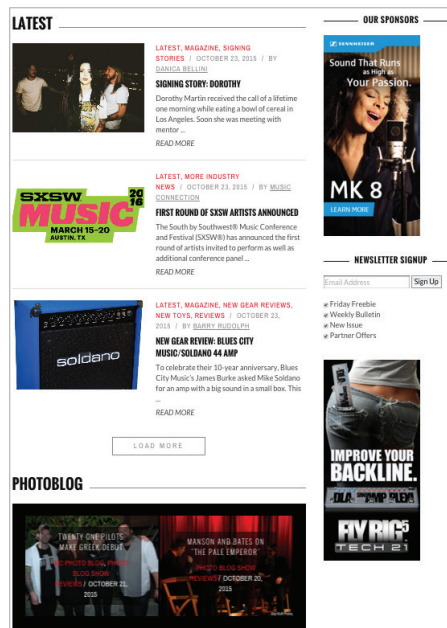 LATEST
LATEST, MAGAZINE, SIGNING
STORIES / OCTOBER 23, 2015 / BY
DANICA BELLINI
SIGNING STORY: DOROTHY
Dorothy Martin received the call of a lifetime
one morning while eating a bowl of cereal in
Los Angeles. Soon she was meeting with
mentor ...
READ MORE
SXSW
MUSIC
20
16
MARCH 15-20
AUSTIN, TX
LATEST, MORE INDUSTRY
NEWS / OCTOBER 23, 2015 / BY MUSIC
CONNECTION
FIRST ROUND OF SXSW ARTISTS ANNOUNCED
The South by Southwest® Music Conference
and Festival (SXSW®) has announced the first
round of artists invited to perform as well as
additional conference panel ...
READ MORE
soldano
LATEST, MAGAZINE, NEW GEAR REVIEWS,
NEW TOYS, REVIEWS / OCTOBER 23,
2015 / BY BARRY RUDOLPH
NEW GEAR REVIEW: BLUES CITY
MUSIC/SOLDANO 44 AMP
To celebrate their 10-year anniversary, Blues
City Music's James Burke asked Mike Soldano
for an amp with a big sound in a small box. This
...
READ MORE
LOAD MORE
PHOTOBLOG
TWENTY ONE PILOTS
MAKE GREEK DEBUT
PHOTO BLOG,
BLOG SHOW
REVIEWS / OCTOBER 21,
2015
MANSON AND BATES ON
"THE PALE EMPEROR"
PHOTO BLOG SHOW
REVIEWS / OCTOBER 20,
2015
OUR SPONSORS
SENNHEISER
Sound That Runs
as High as
Your Passion.
MK 8
LEARN MORE
NEWSLETTER SIGNUP
Email Address
Sign Up
Friday Freebie
Weekly Bulletin
New Issue
Partner Offers
IMPROVE YOUR
BACKLINE.
FLY RIG 5
TECH 21